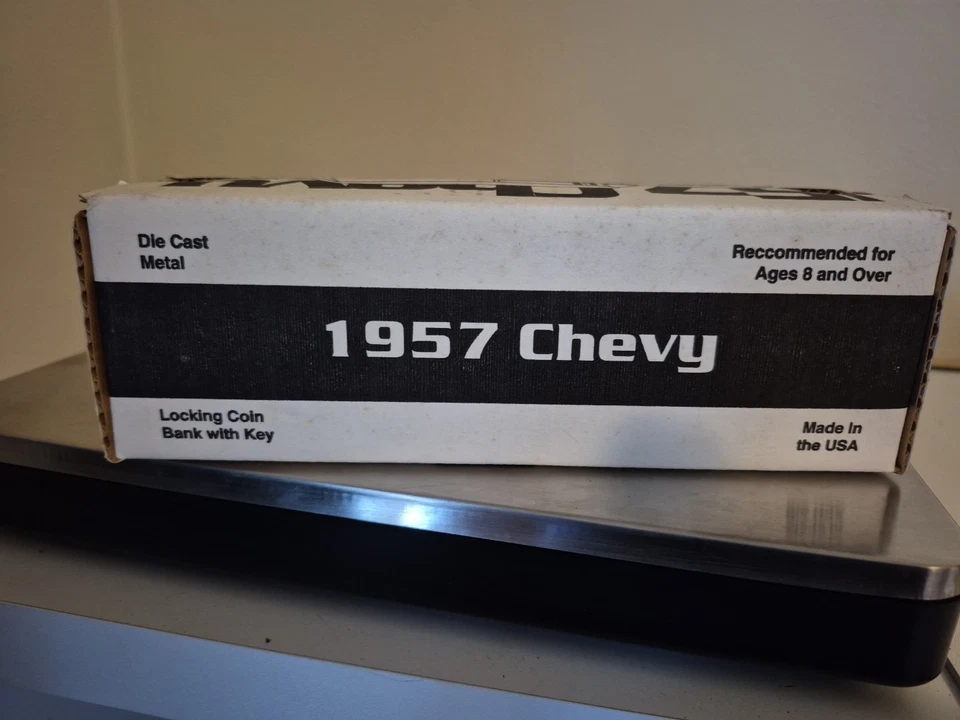 Die Cast
Metal
Reccommended for
Ages 8 and Over
1957 Chevy
Locking Coin
Bank with Key
Made In
the USA